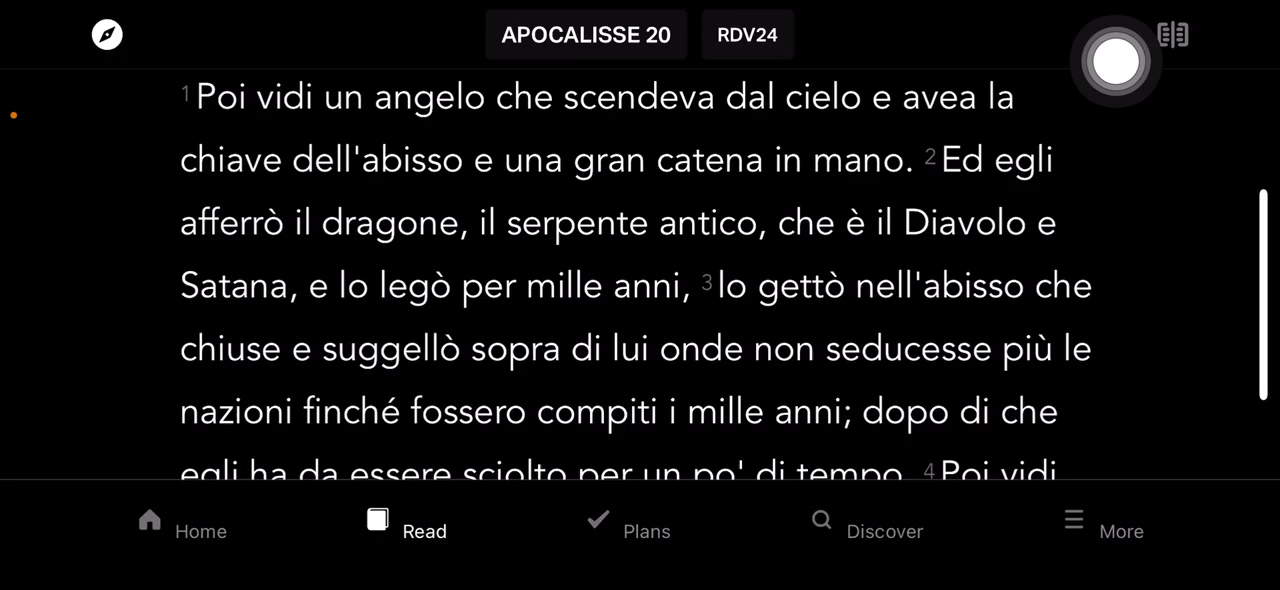 APOCALISSE 20 RDV24
1 Poi vidi un angelo che scendeva dal cielo e avea la
chiave dell'abisso e una gran catena in mano. 2 Ed egli
afferrò il dragone, il serpente antico, che è il Diavolo e
Satana, e lo legò per mille anni, 3 lo gettò nell'abisso che
chiuse e suggellò sopra di lui onde non seducesse più le
nazioni finché fossero compiti i mille anni; dopo di che
egli ha da essere sciolto per un po' di tempo. 4 Poi vidi
Home Read Plans Discover More